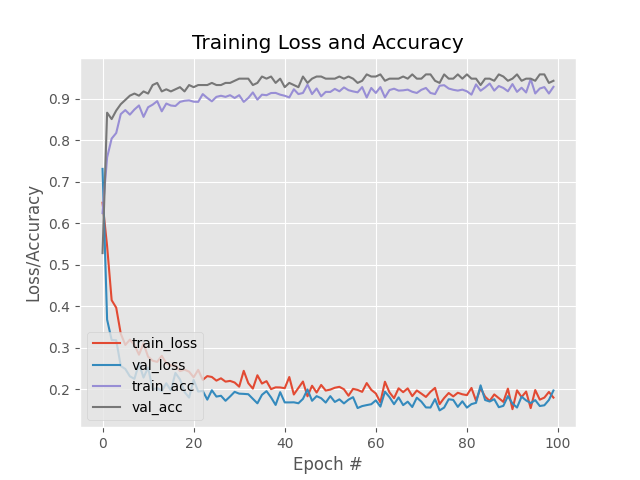 Training Loss and Accuracy
Loss/Accuracy
0.9
0.8
0.7
0.6
0.5
0.4
0.3
0.2
train_loss
val_loss
train_acc
val_acc
0 20 40 60 80 100
Epoch #